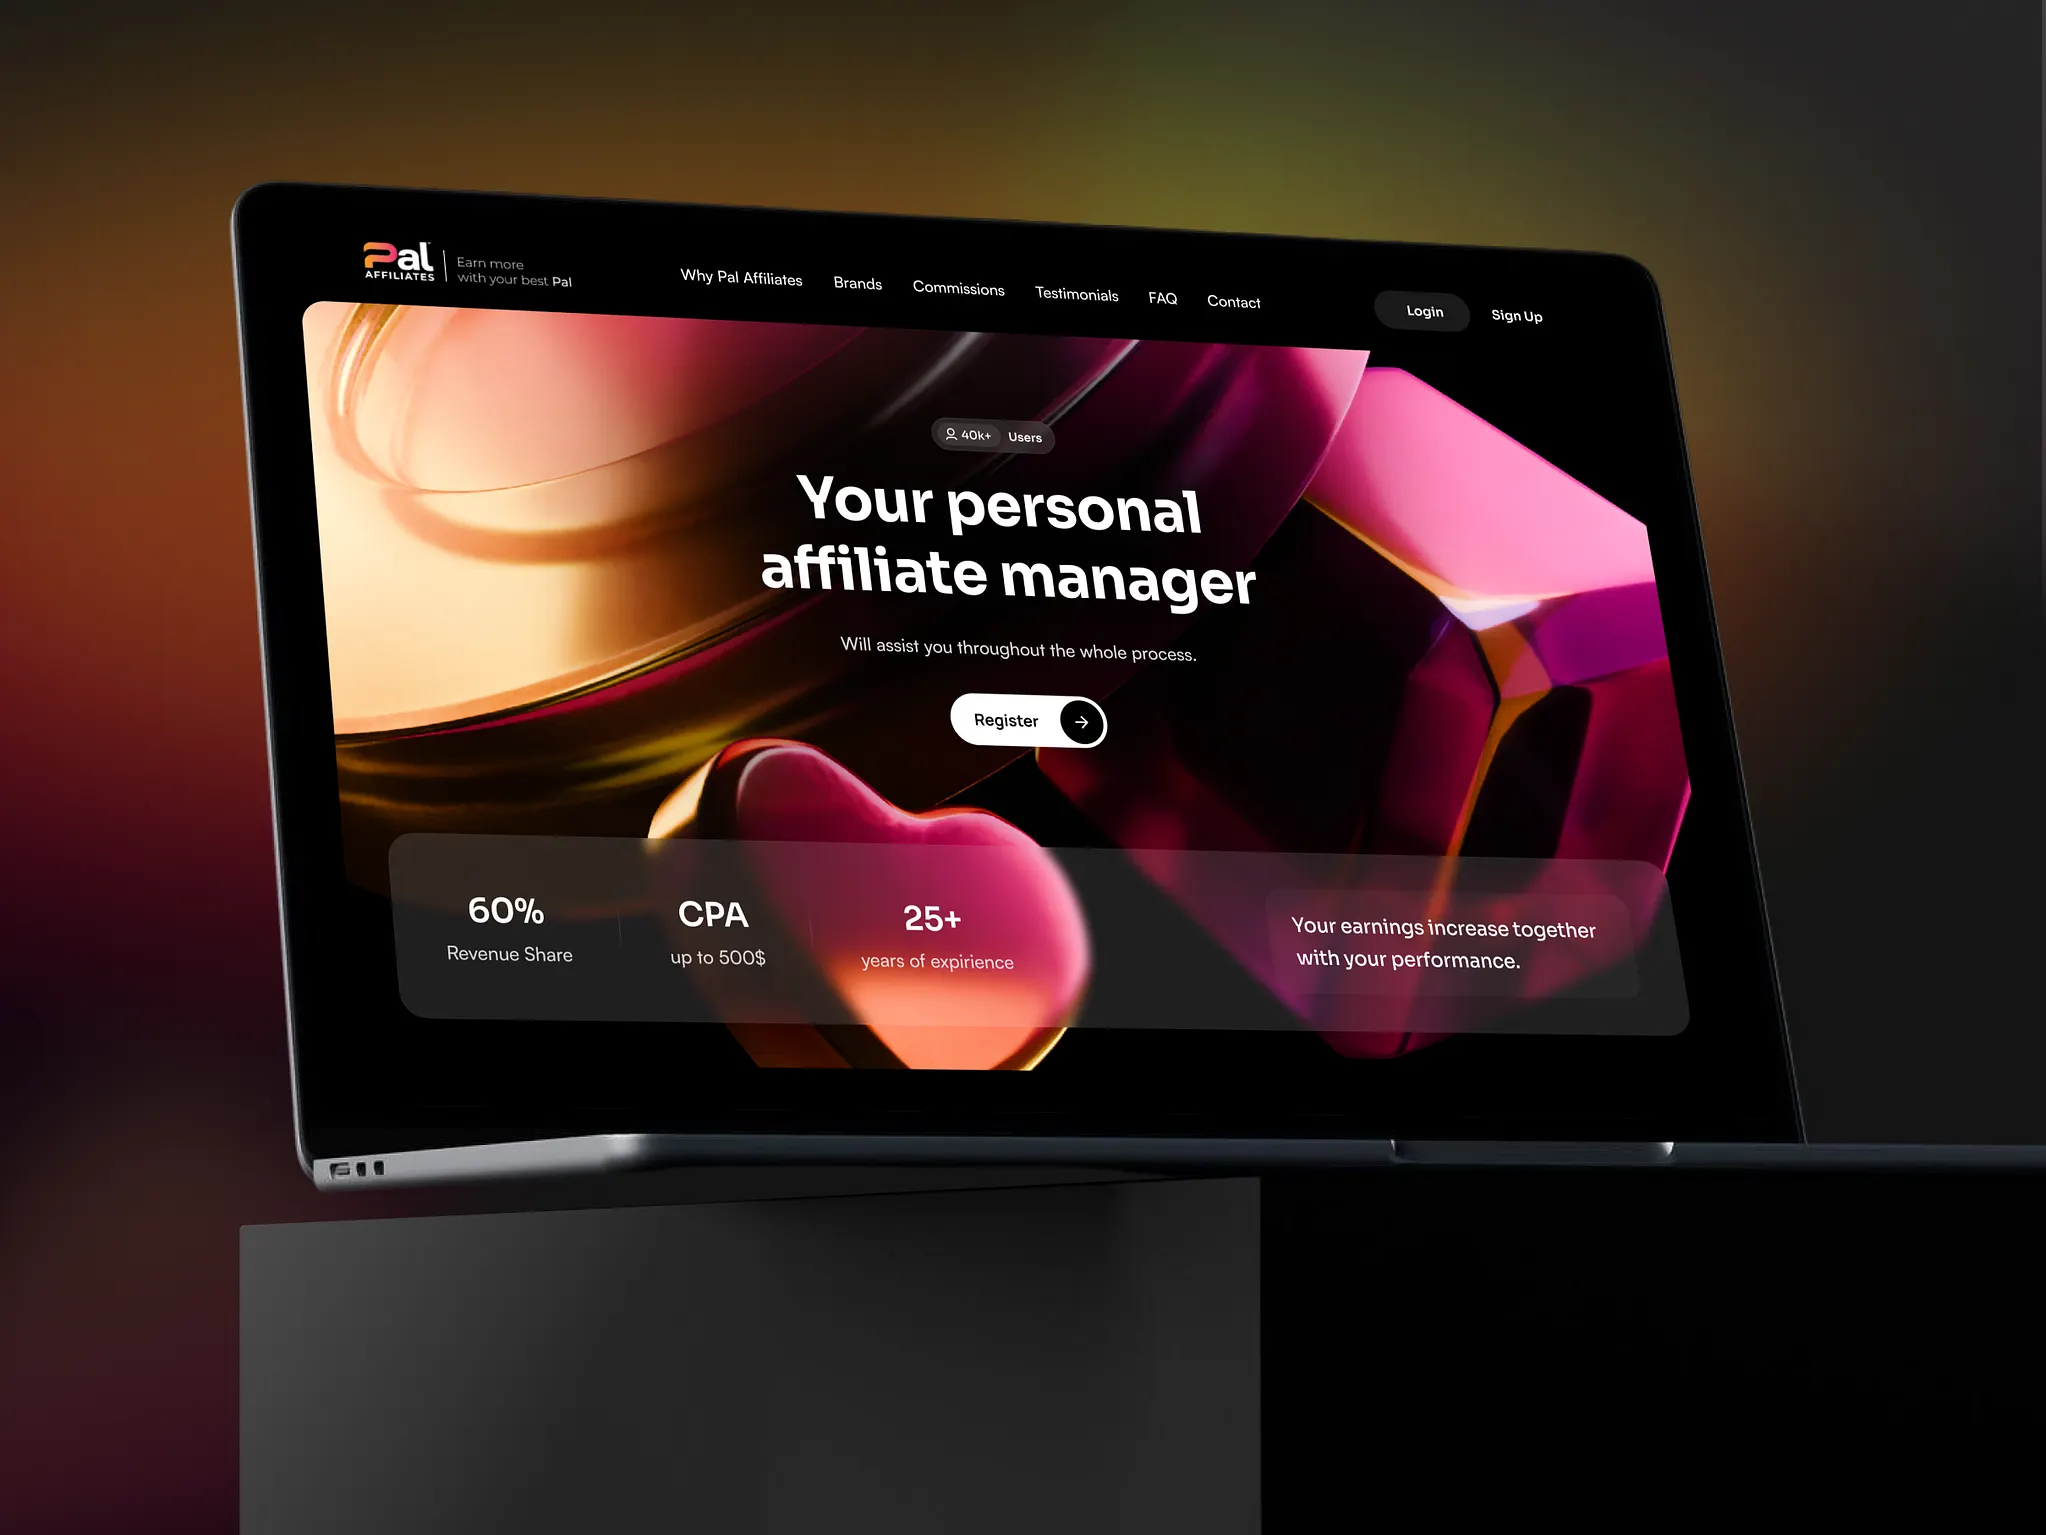 Pal
AFFILIATES
Earn more
with your best Pal
Why Pal Affiliates
Brands
Commissions
Testimonials
FAQ
Contact
Login
Sign Up
40k+ Users
Your personal
affiliate manager
Will assist you throughout the whole process.
Register
60%
Revenue Share
CPA
up to 500$
25+
years of expirience
Your earnings increase together
with your performance.